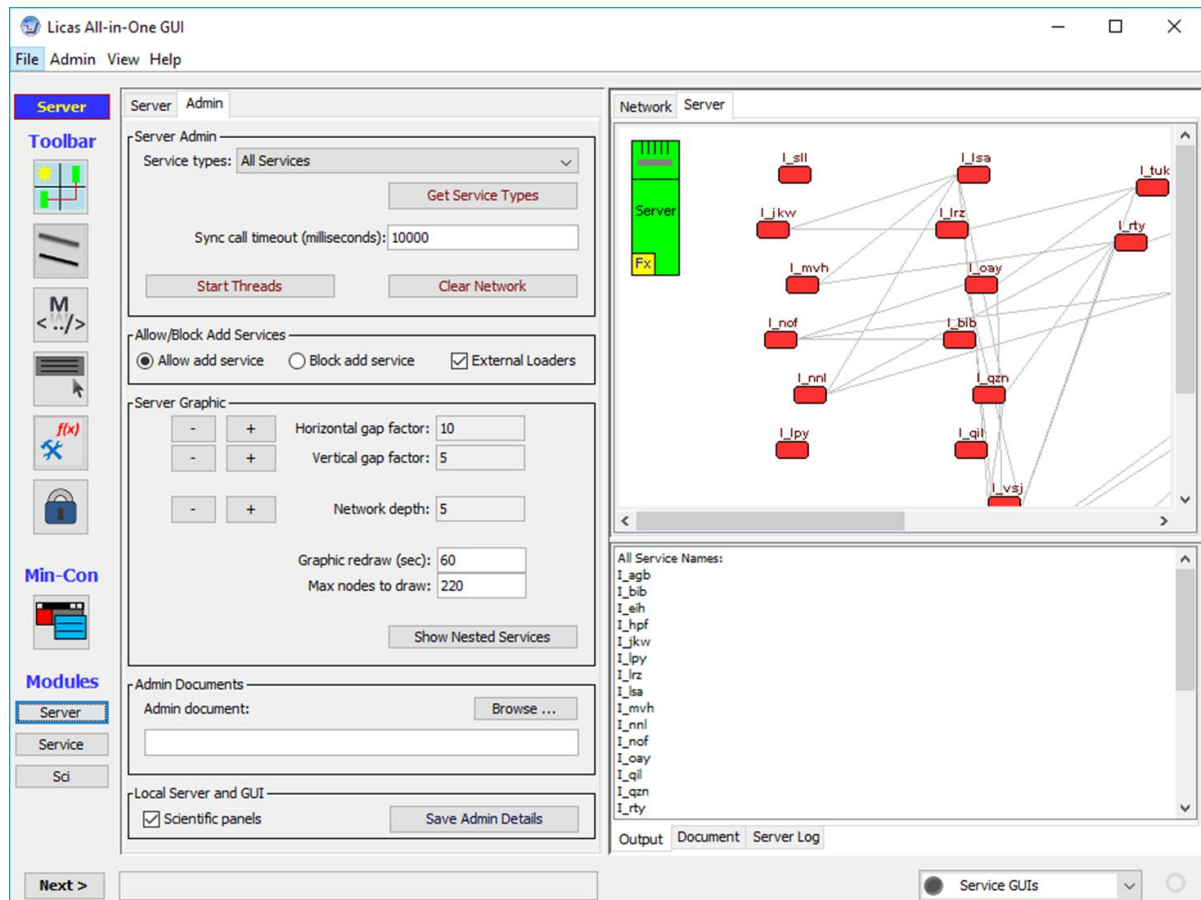 Licas All-in-One GUI
File Admin View Help
Server
Toolbar
M
<../>
f(x)
Min-Con
Modules
Server
Service
Sci
Server Admin
Server Admin
Service types: All Services
Get Service Types
Sync call timeout (milliseconds): 10000
Start Threads Clear Network
Allow/Block Add Services
Allow add service Block add service External Loaders
Server Graphic
- + Horizontal gap factor: 10
- + Vertical gap factor: 5
- + Network depth: 5
Graphic redraw (sec): 60
Max nodes to draw: 220
Show Nested Services
Admin Documents
Admin document: Browse ...
Local Server and GUI
Scientific panels Save Admin Details
Network Server
Server
Fx
I_sll
I_lsa
I_tuk
I_jkw
I_lrz
I_rty
I_mvh
I_oay
I_nof
I_bib
I_nnl
I_qzn
I_lpy
I_qil
I_vsj
All Service Names:
I_agb
I_bib
I_eih
I_hpf
I_jkw
I_lpy
I_lrz
I_lsa
I_mvh
I_nnl
I_nof
I_oay
I_qil
I_qzn
I_rty
Output Document Server Log
Next > Service GUIs